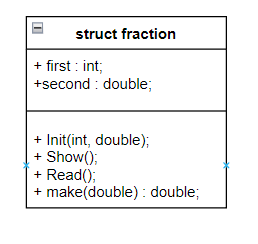 struct fraction
+ first : int;
+second : double;
+ Init(int, double);
+ Show();
+ Read();
+ make(double) : double;